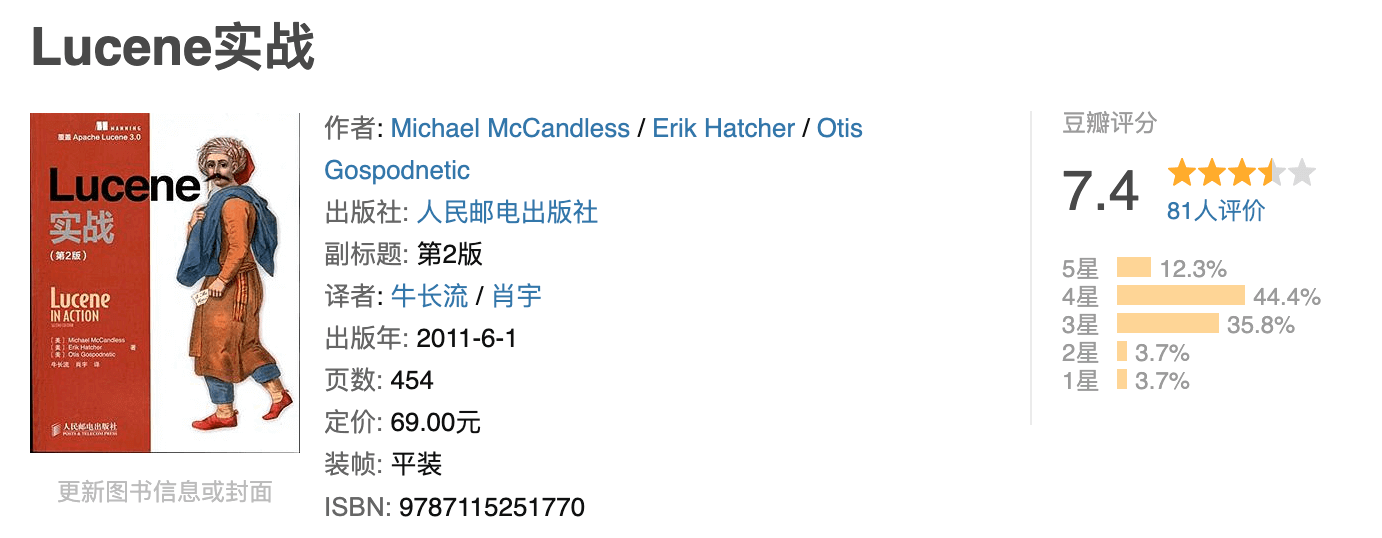 Lucene实战
MANNING
覆盖 Apache Lucene 3.0
Lucene
实战
(第2版)
Lucene
IN ACTION
SECOND EDITION
[美] Michael McCandless
[美] Erik Hatcher 著
[美] Otis Gospodnetic
牛长流 肖宇 译
人民邮电出版社
POSTS & TELECOM PRESS
更新图书信息或封面
作者: Michael McCandless / Erik Hatcher / Otis
Gospodnetic
出版社: 人民邮电出版社
副标题: 第2版
译者: 牛长流 / 肖宇
出版年: 2011-6-1
页数: 454
定价: 69.00元
装帧: 平装
ISBN: 9787115251770
豆瓣评分
7.4
81人评价
5星 12.3%
4星 44.4%
3星 35.8%
2星 3.7%
1星 3.7%